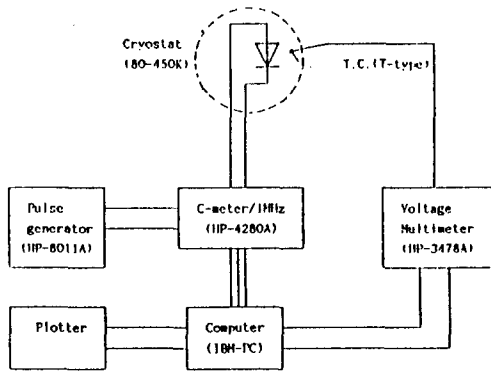 Cryostat
(80-450K)
T.C.(T-type)
Pulse
generator
(HP-8011A)
C-meter/1MHz
(HP-4280A)
Voltage
Multimeter
(HP-3478A)
Plotter
Computer
(IBM-PC)